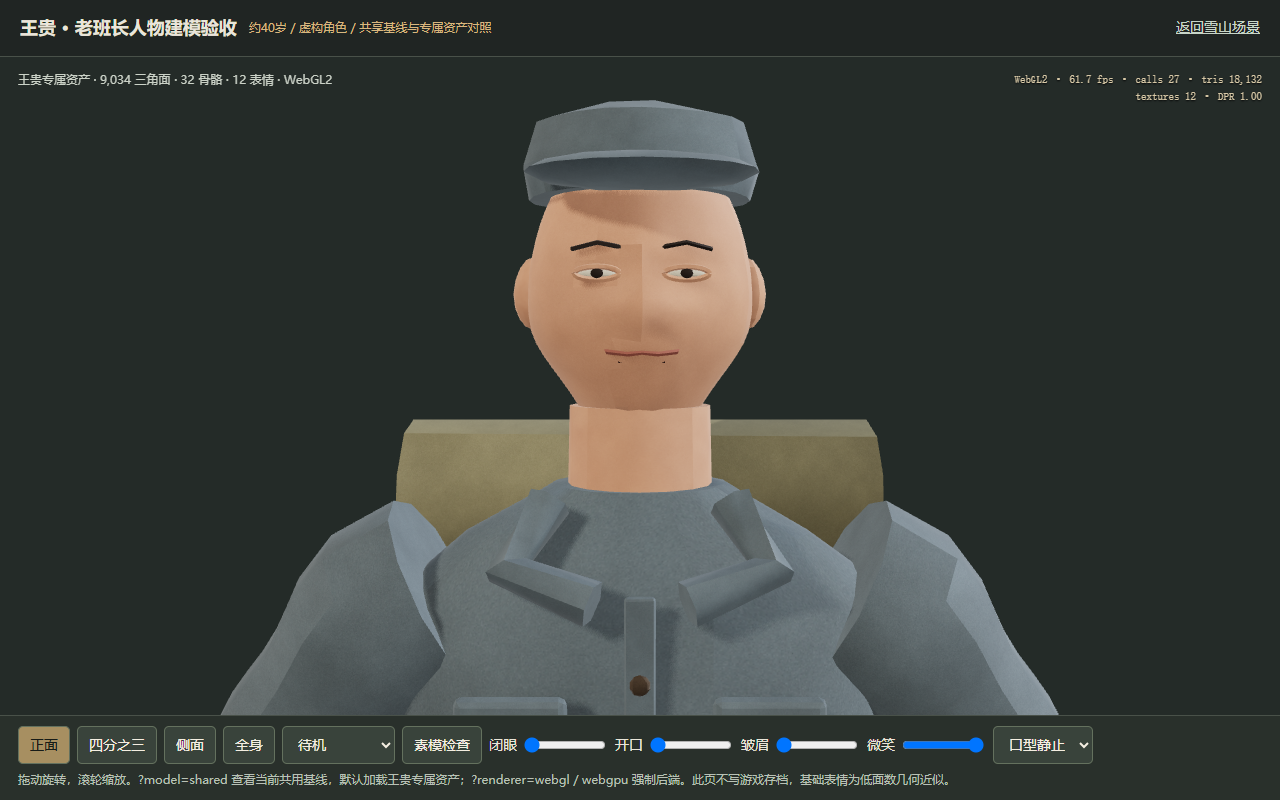 王贵 • 老班长人物建模验收 约40岁 / 虚构角色 / 共享基线与专属资产对照 返回雪山场景
王贵专属资产 · 9,034 三角面 · 32 骨骼 · 12 表情 · WebGL2
WebGL2 · 61.7 fps · calls 27 · tris 18,132
textures 12 · DPR 1.00
正面 四分之三 侧面 全身 待机 素模检查 闭眼 开口 皱眉 微笑 口型静止
拖动旋转，滚轮缩放。?model=shared 查看当前共用基线，默认加载王贵专属资产；?renderer=webgl / webgpu 强制后端。此页不写游戏存档，基础表情为低面数几何近似。